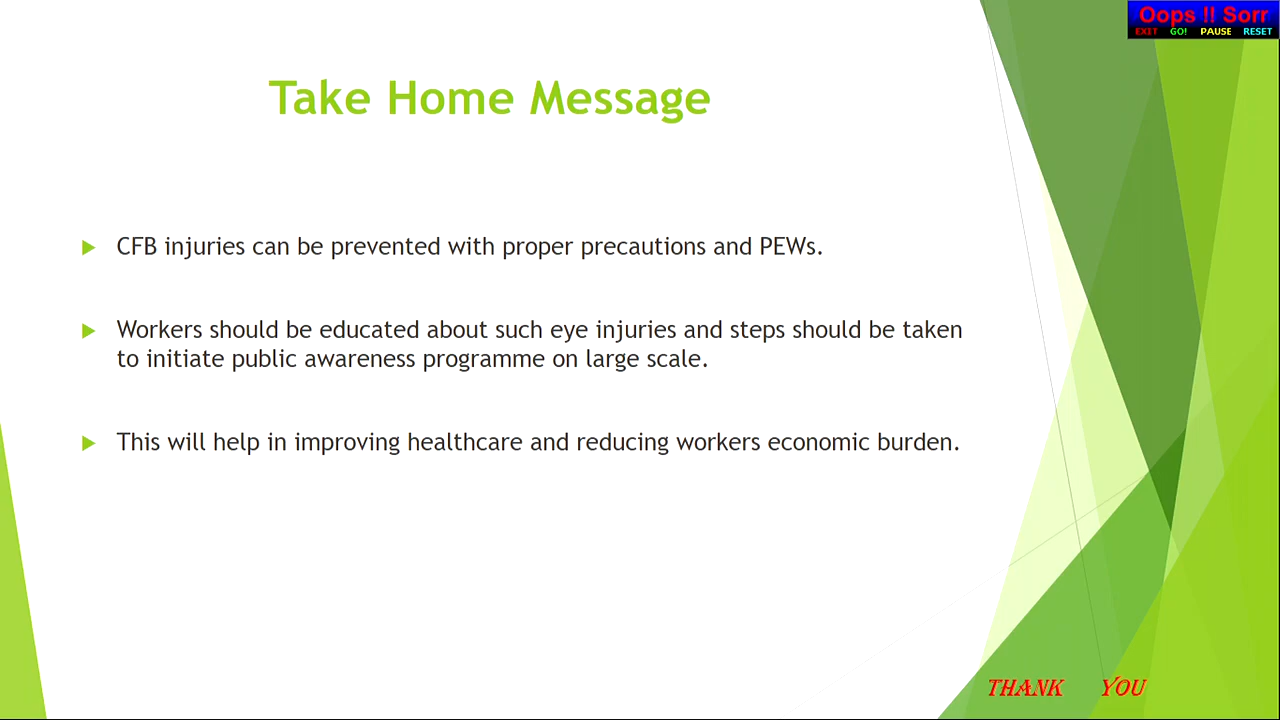 Oops !! Sorr
EXIT GO! PAUSE RESET
Take Home Message
CFB injuries can be prevented with proper precautions and PEWs.
Workers should be educated about such eye injuries and steps should be taken
to initiate public awareness programme on large scale.
This will help in improving healthcare and reducing workers economic burden.
THANK YOU